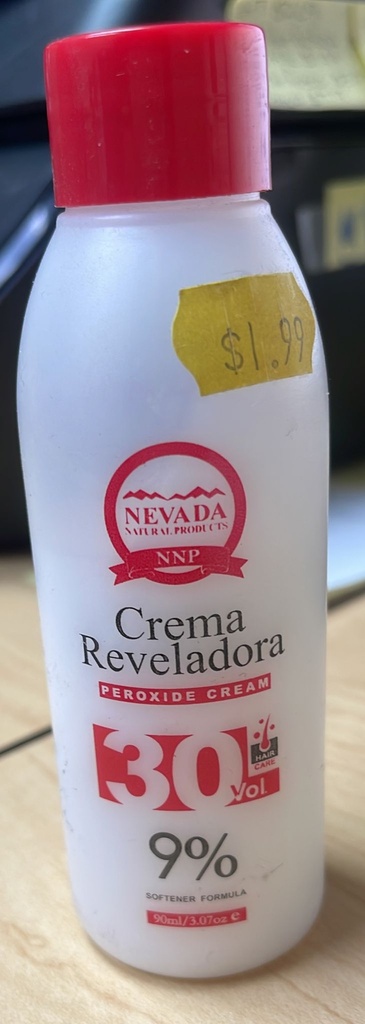 $1.99
NEVADA
NATURAL PRODUCTS
NNP
Crema
Reveladora
PEROXIDE CREAM
30 Vol
HAIR
CARE
9%
SOFTENER FORMULA
90ml/3.07oz e